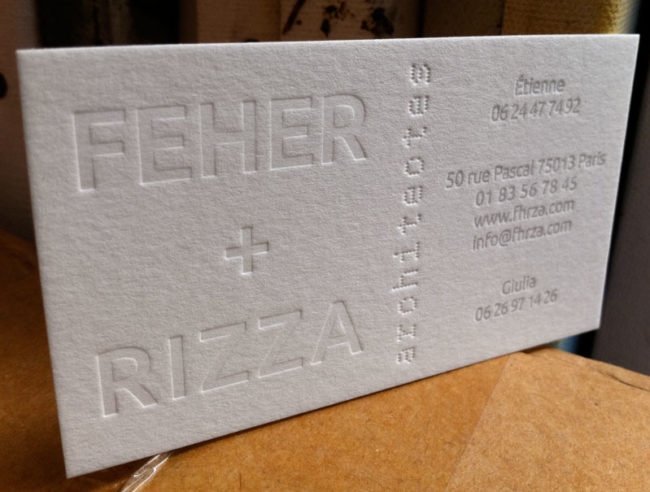 FEHER
+
RIZZA
architectes
Étienne
06 24 47 74 92
50 rue Pascal 75013 Paris
01 83 56 78 45
www.fhrza.com
info@fhrza.com
Giulia
06 26 97 14 26